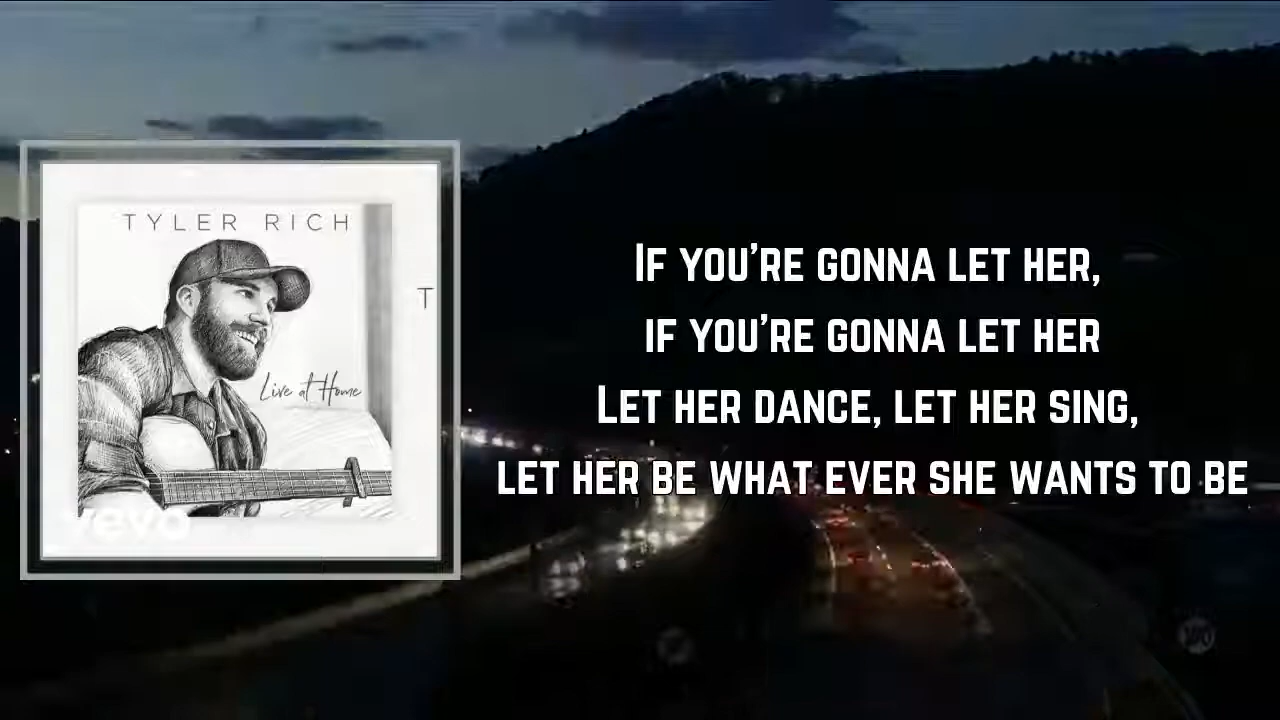 TYLER RICH
T
Live at Home
vevo
IF YOU'RE GONNA LET HER,
IF YOU'RE GONNA LET HER
LET HER DANCE, LET HER SING,
LET HER BE WHAT EVER SHE WANTS TO BE